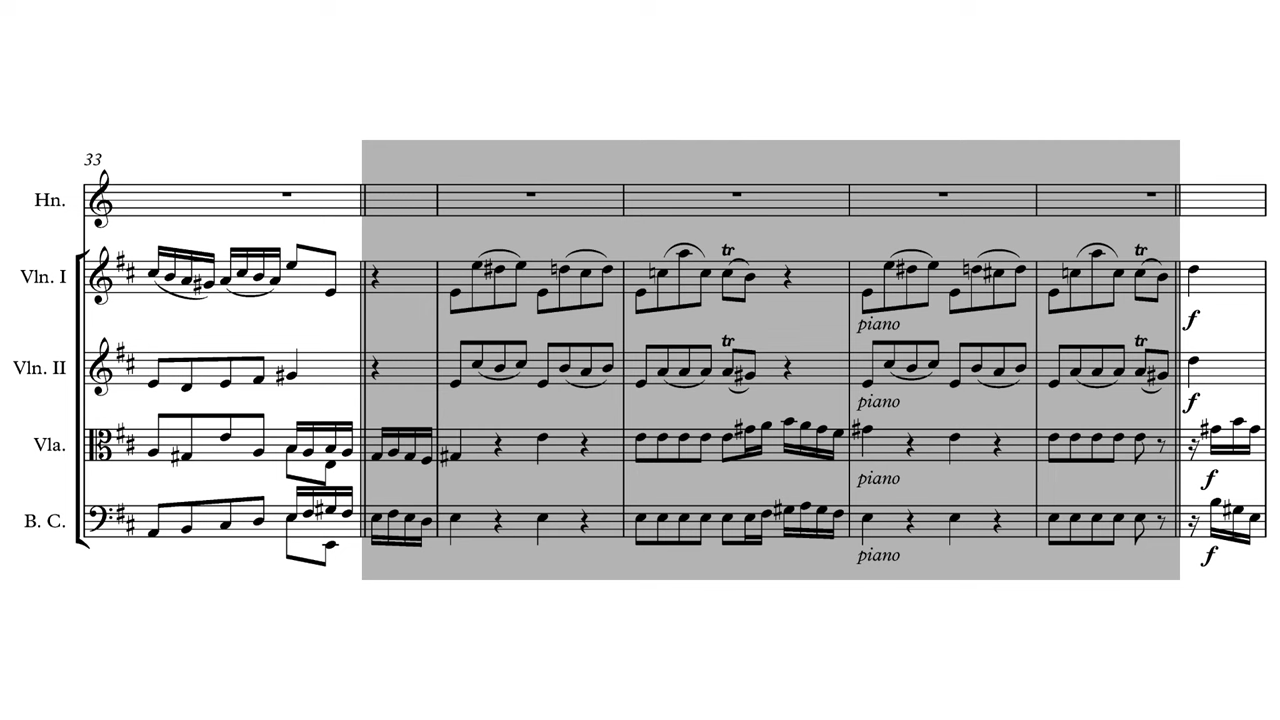 33
Hn.
Vln. I
tr tr
piano f
Vln. II
tr tr
piano f
Vla.
piano f
B. C.
piano f